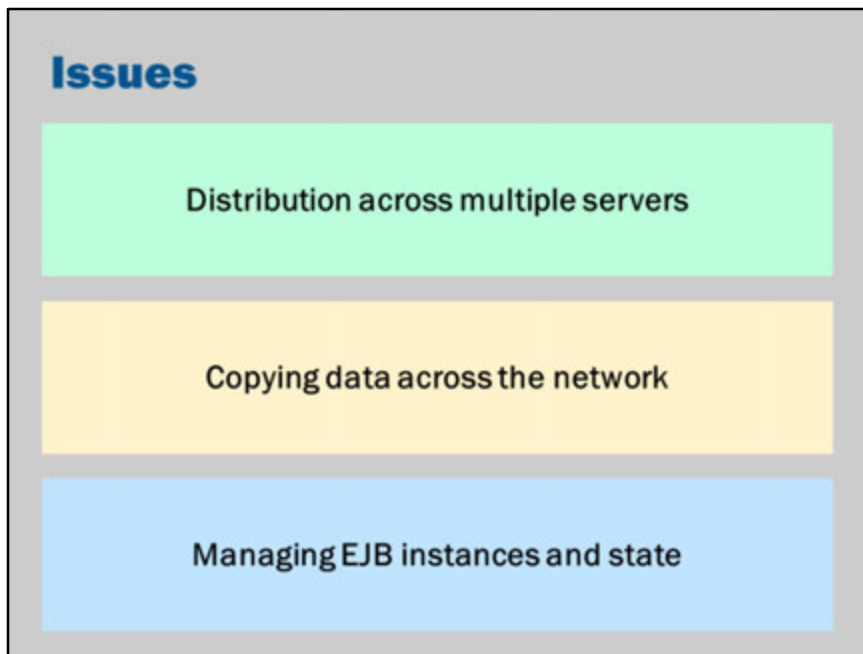 Issues
Distribution across multiple servers
Copying data across the network
Managing EJB instances and state